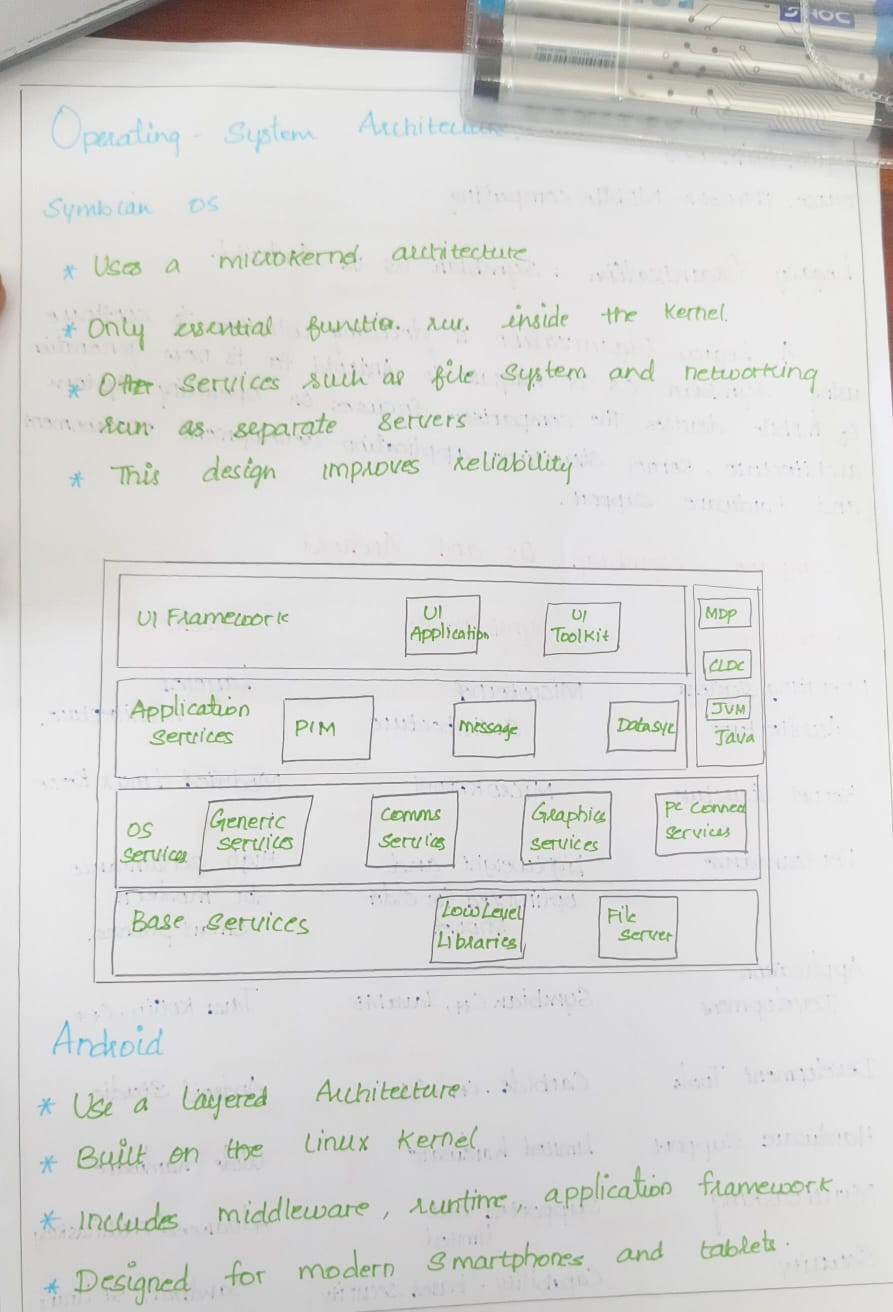 Operating - System Architecture
Symbian OS
* Uses a microkernel architecture
* Only essential function run inside the kernel.
* Other services such as file system and networking
run as separate servers
* This design improves reliability
UI Framework
UI
Application
UI
Toolkit
MDP
CLDC
JVM
Java
Application
Services
PIM
Message
Datasyc
OS
Services
Generic
services
Comms
Services
Graphics
Services
PC Connec
Services
Base Services
Low Level
Libraries
File
Server
Android
* Use a Layered Architecture.
* Built on the Linux Kernel
* Includes middleware, runtime, application framework
* Designed for modern smartphones and tablets.